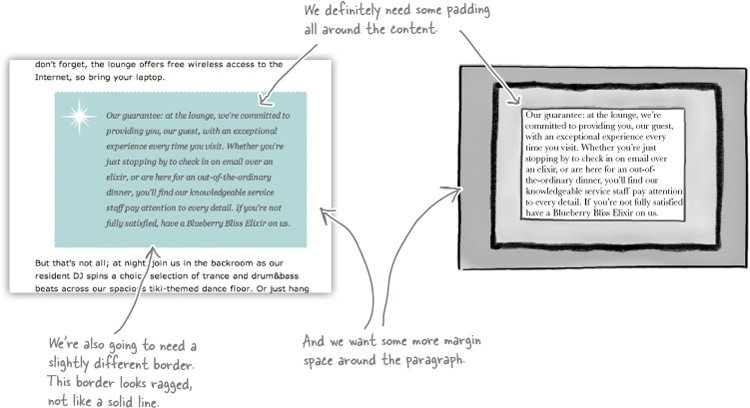 We definitely need some padding
all around the content.
don't forget, the lounge offers free wireless access to the
Internet, so bring your laptop.
Our guarantee: at the lounge, we're committed to
providing you, our guest, with an exceptional
experience every time you visit. Whether you're
just stopping by to check in on email over an
elixir, or are here for an out-of-the-ordinary
dinner, you'll find our knowledgeable service
staff pay attention to every detail. If you're not
fully satisfied, have a Blueberry Bliss Elixir on us.
But that's not all; at night, join us in the backroom as our
resident DJ spins a choice selection of trance and drum&bass
beats across our spacious tiki-themed dance floor. Or just hang
Our guarantee: at the lounge, we're
committed to providing you, our guest,
with an exceptional experience every
time you visit. Whether you're just
stopping by to check in on email over
an elixir, or are here for an out-of-
the-ordinary dinner, you'll find our
knowledgeable service staff pay attention
to every detail. If you're not fully satisfied
have a Blueberry Bliss Elixir on us.
We're also going to need a
slightly different border.
This border looks ragged,
not like a solid line.
And we want some more margin
space around the paragraph.